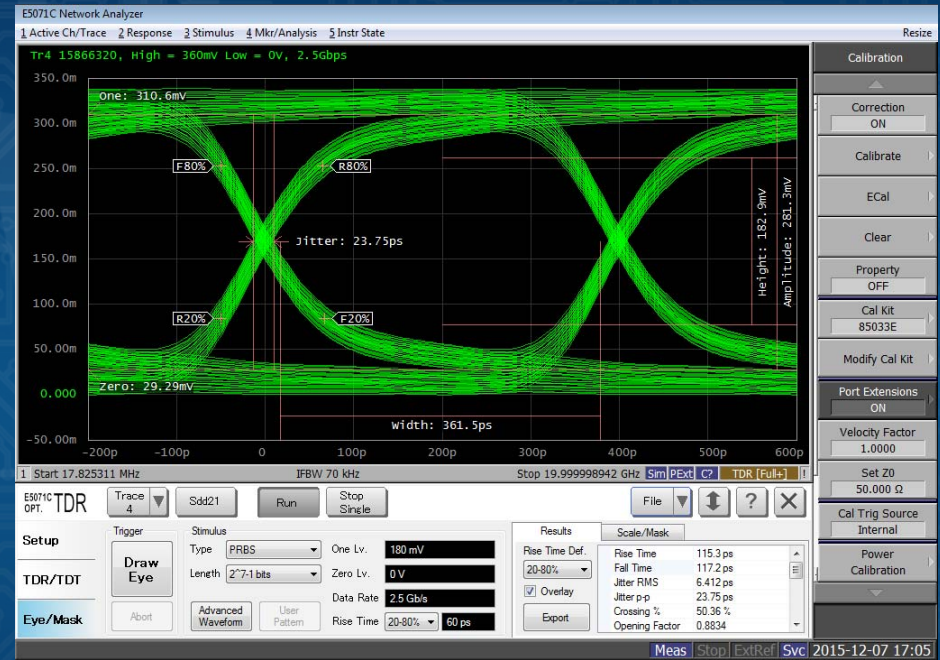 E5071C Network Analyzer
1 Active Ch/Trace 2 Response 3 Stimulus 4 Mkr/Analysis 5 Instr State
Resize
Tr4 15866320, High = 360mV Low = 0V, 2.5Gbps
350.0m
300.0m
250.0m
200.0m
150.0m
100.0m
50.00m
0.000
-50.00m
One: 310.6mV
F80%
R80%
Jitter: 23.75ps
Height: 182.9mV
Amplitude: 281.3mV
R20%
F20%
Zero: 29.29mV
Width: 361.5ps
-200p -100p 0 100p 200p 300p 400p 500p 600p
1 Start 17.825311 MHz IFBW 70 kHz Stop 19.999998942 GHz Sim PExt C? TDR [Full+] !
Calibration
Correction
ON
Calibrate
ECal
Clear
Property
OFF
Cal Kit
85033E
Modify Cal Kit
Port Extensions
ON
Velocity Factor
1.0000
Set Z0
50.000 Ω
Cal Trig Source
Internal
Power
Calibration
E5071C
OPT. TDR
Trace
4
Sdd21
Run
Stop
Single
File
?
Setup
TDR/TDT
Eye/Mask
Trigger
Draw
Eye
Abort
Stimulus
Type PRBS
Length 2^7-1 bits
Advanced
Waveform
User
Pattern
One Lv. 180 mV
Zero Lv. 0 V
Data Rate 2.5 Gb/s
Rise Time 20-80% 60 ps
Results Scale/Mask
Rise Time Def.
20-80%
Overlay
Export
Rise Time 115.3 ps
Fall Time 117.2 ps
Jitter RMS 6.412 ps
Jitter p-p 23.75 ps
Crossing % 50.36 %
Opening Factor 0.8834
Meas Stop ExtRef Svc 2015-12-07 17:05